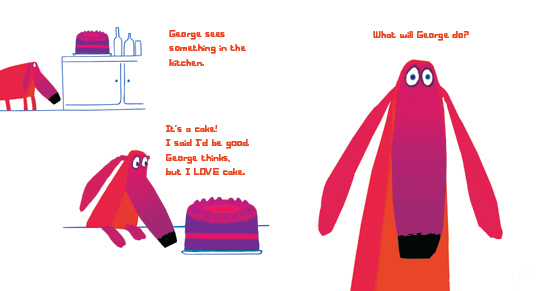 George sees
something in the
kitchen.
It's a cake!
I said I'd be good.
George thinks,
but I LOVE cake.
What will George do?